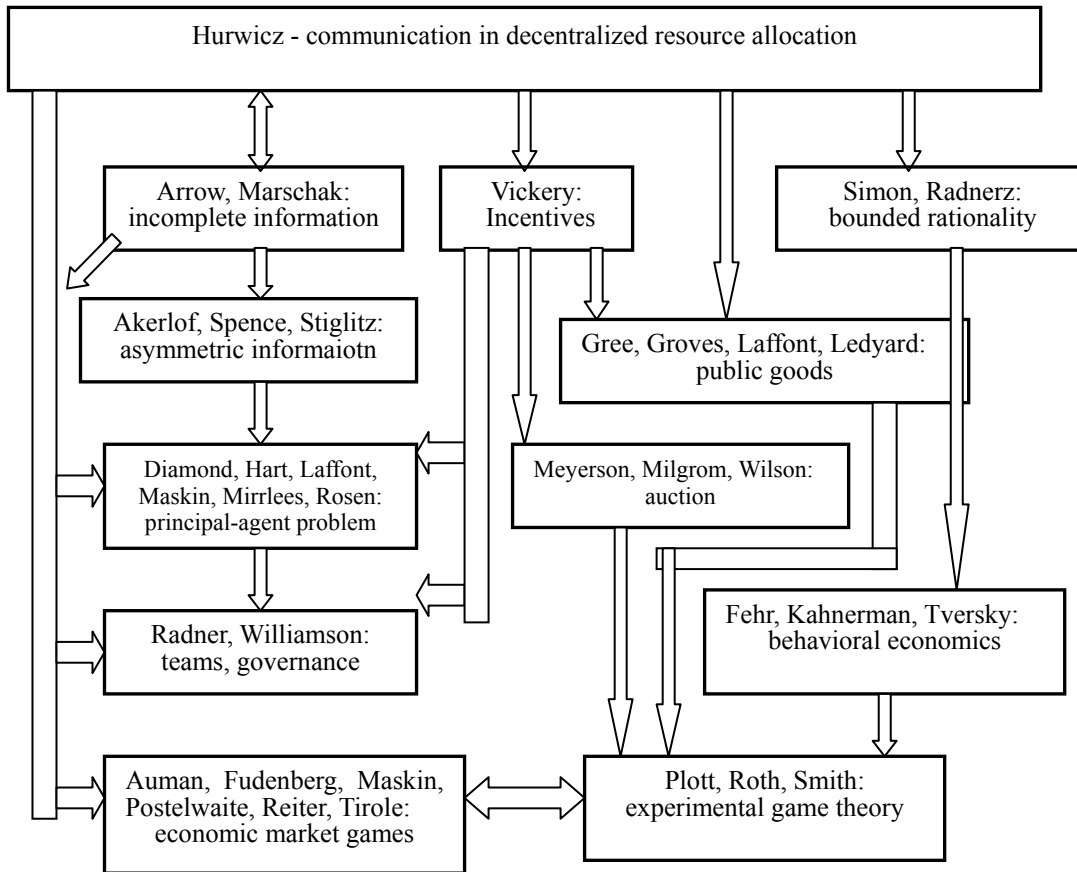 Hurwicz - communication in decentralized resource allocation
Arrow, Marschak:
incomplete information
Vickery:
Incentives
Simon, Radnerz:
bounded rationality
Akerlof, Spence, Stiglitz:
asymmetric informaiotn
Gree, Groves, Laffont, Ledyard:
public goods
Diamond, Hart, Laffont,
Maskin, Mirrlees, Rosen:
principal-agent problem
Meyerson, Milgrom, Wilson:
auction
Radner, Williamson:
teams, governance
Fehr, Kahnerman, Tversky:
behavioral economics
Auman, Fudenberg, Maskin,
Postelwaite, Reiter, Tirole:
economic market games
Plott, Roth, Smith:
experimental game theory